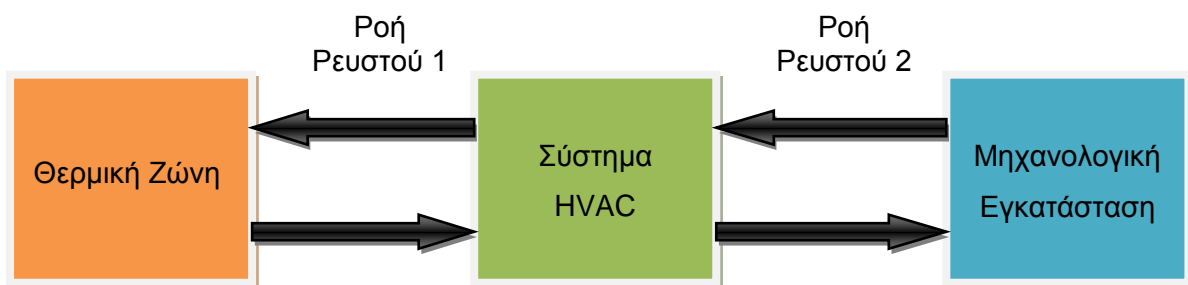 Ροή
Ρευστού 1
Ροή
Ρευστού 2
Θερμική Ζώνη
Σύστημα
HVAC
Μηχανολογική
Εγκατάσταση